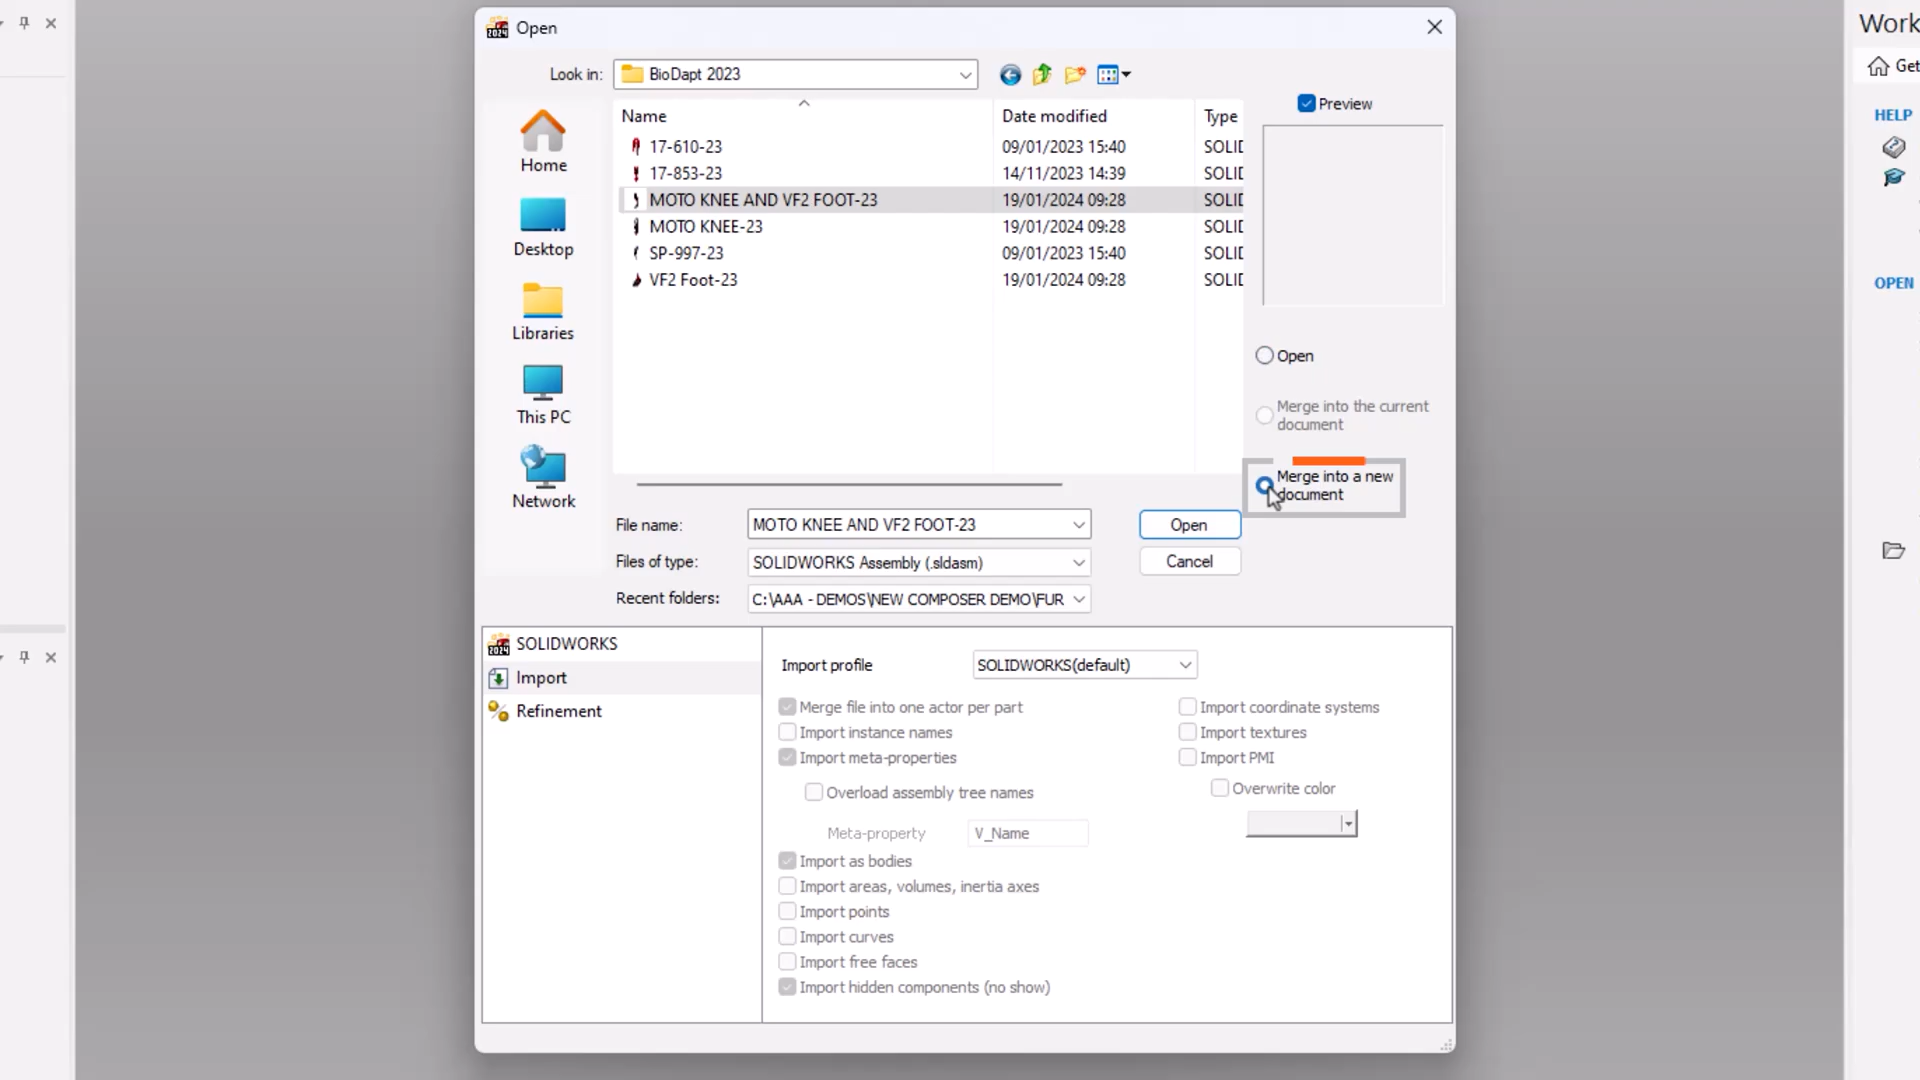 Open
Look in:
BioDapt 2023
Home
Desktop
Libraries
This PC
Network
Name
Date modified
Type
17-610-23
09/01/2023 15:40
SOLID
17-853-23
14/11/2023 14:39
SOLID
MOTO KNEE AND VF2 FOOT-23
19/01/2024 09:28
SOLID
MOTO KNEE-23
19/01/2024 09:28
SOLID
SP-997-23
09/01/2023 15:40
SOLID
VF2 Foot-23
19/01/2024 09:28
SOLID
Preview
Open
Merge into the current
document
Merge into a new
document
File name:
MOTO KNEE AND VF2 FOOT-23
Open
Files of type:
SOLIDWORKS Assembly (.sldasm)
Cancel
Recent folders:
C:\AAA - DEMOS\NEW COMPOSER DEMO\FUR
2024 SOLIDWORKS
Import
Refinement
Import profile
SOLIDWORKS(default)
Merge file into one actor per part
Import instance names
Import meta-properties
Overload assembly tree names
Meta-property
V_Name
Import as bodies
Import areas, volumes, inertia axes
Import points
Import curves
Import free faces
Import hidden components (no show)
Import coordinate systems
Import textures
Import PMI
Overwrite color
Work
Get
HELP
OPEN